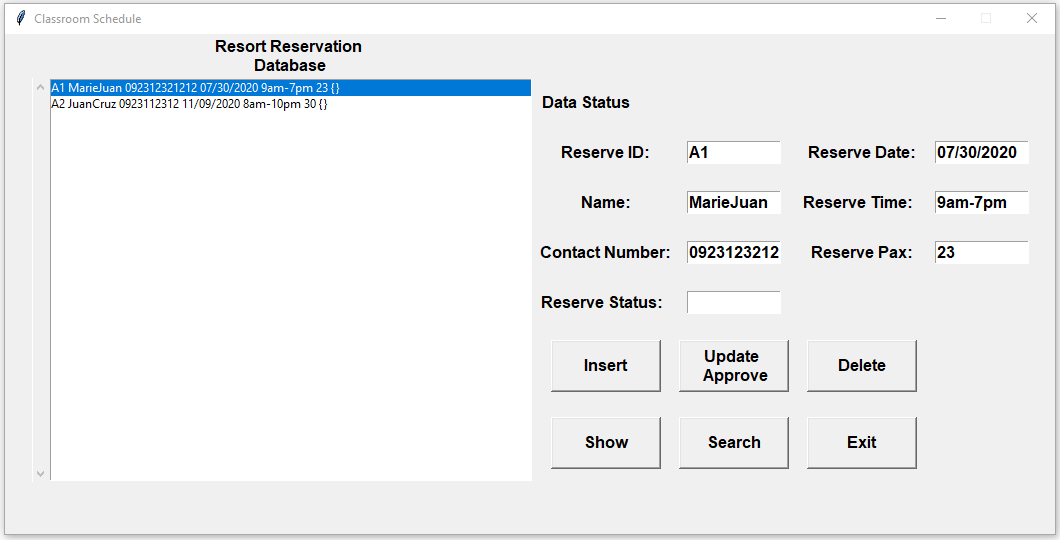 Classroom Schedule
Resort Reservation
Database
A1 MarieJuan 092312321212 07/30/2020 9am-7pm 23 {}
A2 JuanCruz 0923112312 11/09/2020 8am-10pm 30 {}
Data Status
Reserve ID: A1 Reserve Date: 07/30/2020
Name: MarieJuan Reserve Time: 9am-7pm
Contact Number: 0923123212 Reserve Pax: 23
Reserve Status:
Insert
Update
Approve
Delete
Show
Search
Exit